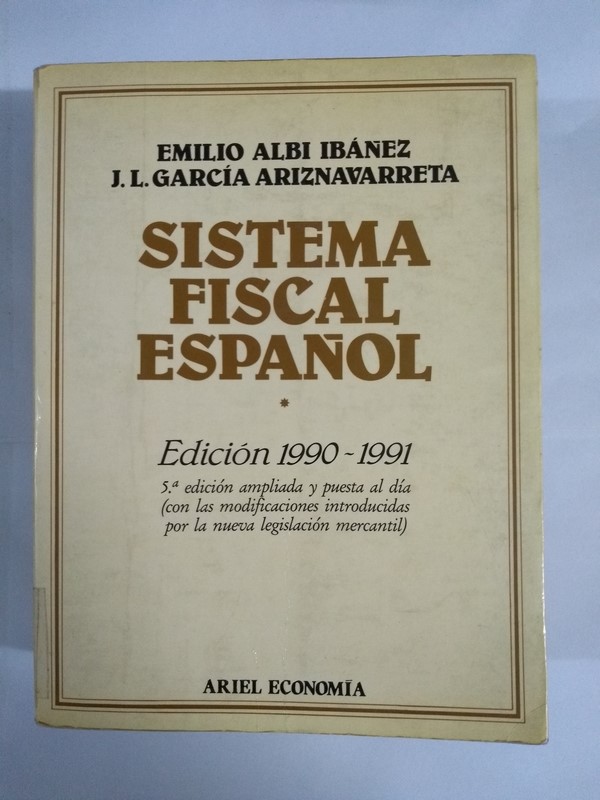 EMILIO ALBI IBÁNEZ
J. L. GARCÍA ARIZNAVARRETA
SISTEMA
FISCAL
ESPAÑOL
*
Edición 1990 ~ 1991
5.ª edición ampliada y puesta al día
(con las modificaciones introducidas
por la nueva legislación mercantil)
ARIEL ECONOMÍA